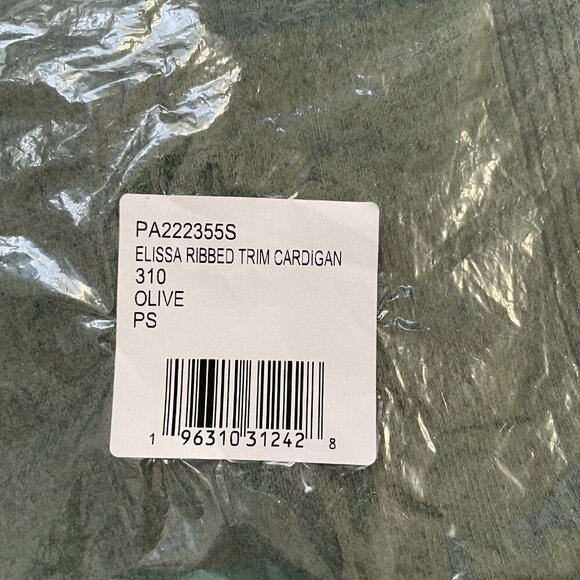 PA222355S
ELISSA RIBBED TRIM CARDIGAN
310
OLIVE
PS
1 96310 31242 8